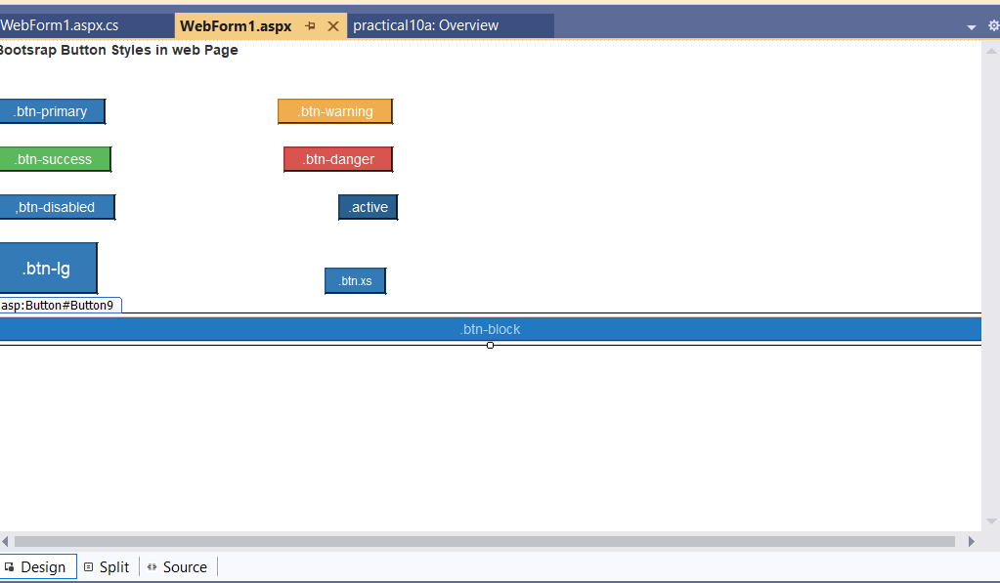 WebForm1.aspx.cs WebForm1.aspx practical10a: Overview
Bootsrap Button Styles in web Page
.btn-primary .btn-warning
.btn-success .btn-danger
,btn-disabled .active
.btn-lg .btn.xs
asp:Button#Button9
.btn-block
Design Split Source